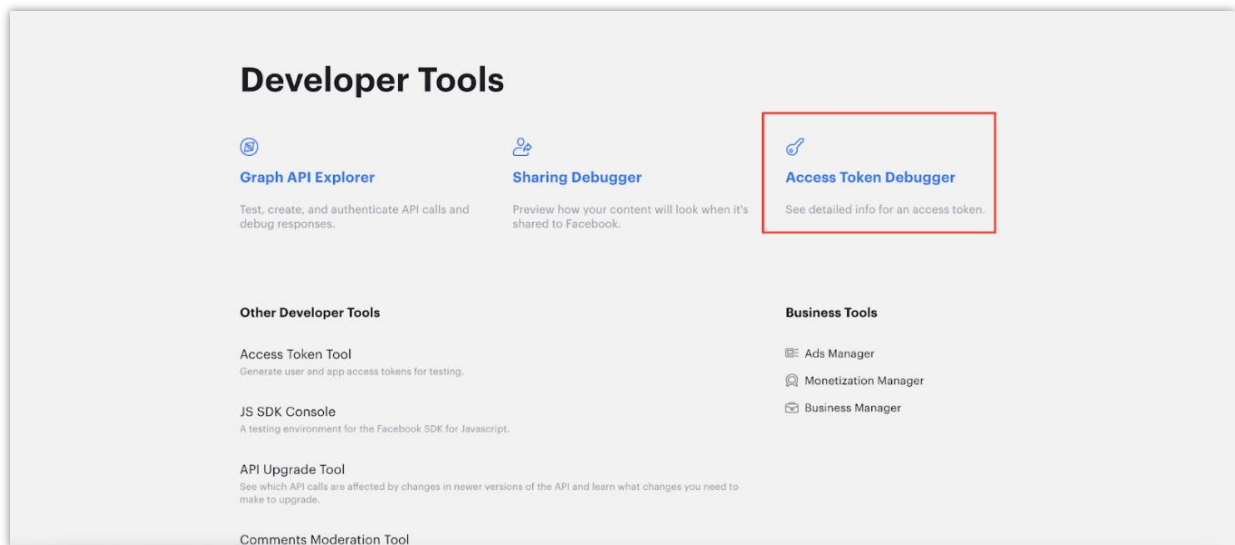 Developer Tools
Graph API Explorer
Test, create, and authenticate API calls and
debug responses.
Sharing Debugger
Preview how your content will look when it's
shared to Facebook.
Access Token Debugger
See detailed info for an access token.
Other Developer Tools
Access Token Tool
Generate user and app access tokens for testing.
JS SDK Console
A testing environment for the Facebook SDK for Javascript.
API Upgrade Tool
See which API calls are affected by changes in newer versions of the API and learn what changes you need to
make to upgrade.
Comments Moderation Tool
Business Tools
Ads Manager
Monetization Manager
Business Manager